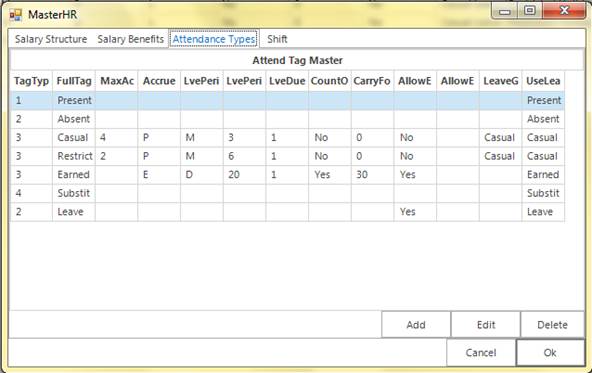 MasterHR
Salary Structure Salary Benefits Attendance Types Shift
Attend Tag Master
TagTyp FullTag MaxAc Accrue LvePeri LvePeri LveDue CountO CarryFo AllowE AllowE LeaveG UseLea
1 Present Present
2 Absent Absent
3 Casual 4 P M 3 1 No 0 No Casual Casual
3 Restrict 2 P M 6 1 No 0 No Casual Casual
3 Earned E D 20 1 Yes 30 Yes Earned
4 Substit Substit
2 Leave Yes Leave
Add Edit Delete
Cancel Ok